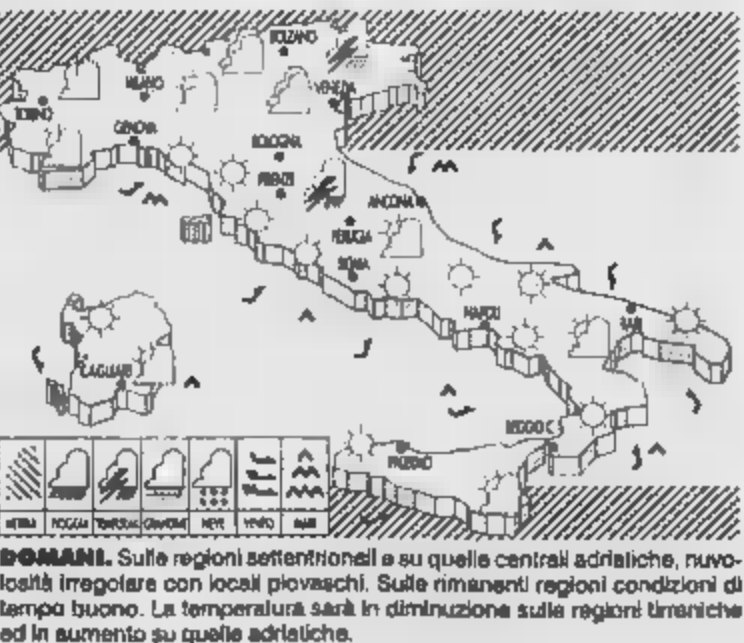 BOLZANO
MILANO
VENEZIA
TORINO
GENOVA
BOLOGNA
FIRENZE
ANCONA
PERUGIA
ROMA
NAPOLI
BARI
CAGLIARI
REGGIO C.
PALERMO
NEBBIA PIOGGIA TEMPORALE GRANDINE NEVE VENTO MARI
DOMANI. Sulle regioni settentrionali e su quelle centrali adriatiche, nuvo-
losità irregolare con locali piovaschi. Sulle rimanenti regioni condizioni di
tempo buono. La temperatura sarà in diminuzione sulle regioni tirreniche
ed in aumento su quelle adriatiche.